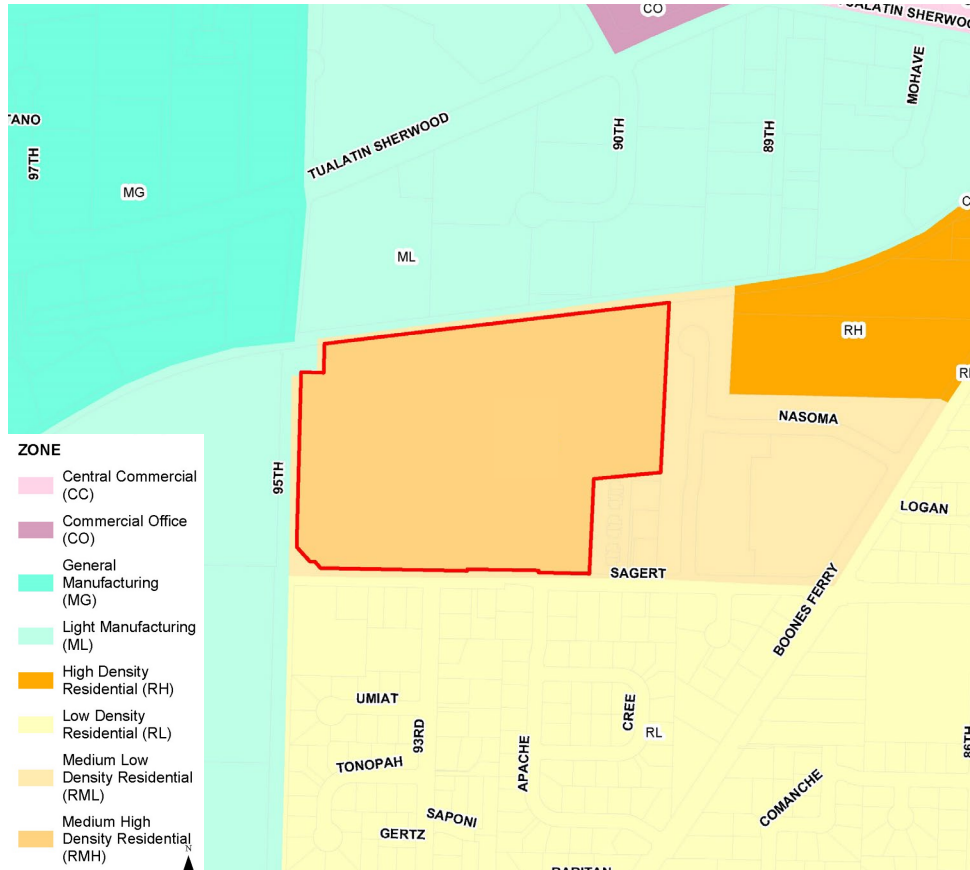 CO
TUALATIN SHERWOOD
MOHAVE
TANO
97TH
TUALATIN SHERWOOD
90TH
89TH
MG
ML
RH
NASOMA
ZONE
Central Commercial
(CC)
Commercial Office
(CO)
General
Manufacturing
(MG)
Light Manufacturing
(ML)
High Density
Residential (RH)
Low Density
Residential (RL)
Medium Low
Density Residential
(RML)
Medium High
Density Residential
(RMH)
N
95TH
LOGAN
SAGERT
BOONES FERRY
UMIAT
93RD
CREE
RL
86TH
TONOPAH
APACHE
COMANCHE
SAPONI
GERTZ